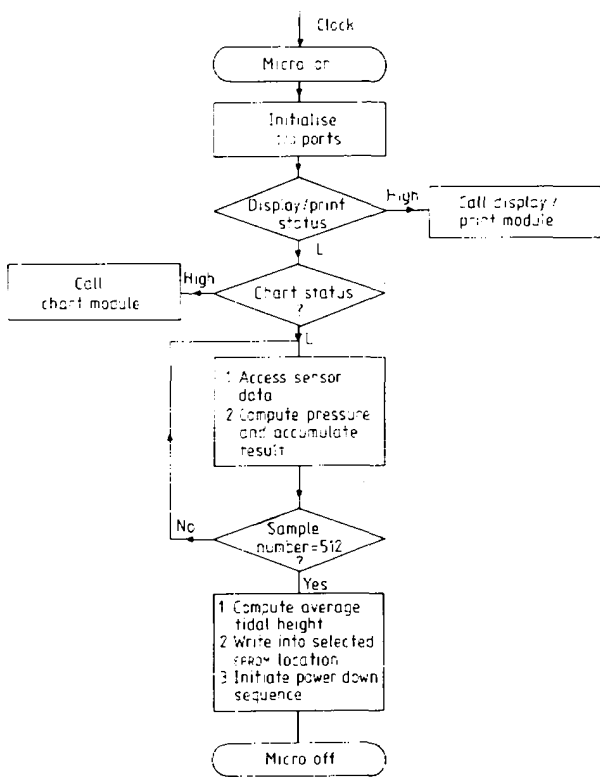 Clock
Micro on
Initialise
ports
Display/print
status
High
Call display/
print module
L
Chart status
?
High
Call
chart module
L
1 Access sensor
data
2 Compute pressure
and accumulate
result
Sample
number=512
?
No
Yes
1 Compute average
tidal height
2 Write into selected
EPROM location
3 Initiate power down
sequence
Micro off